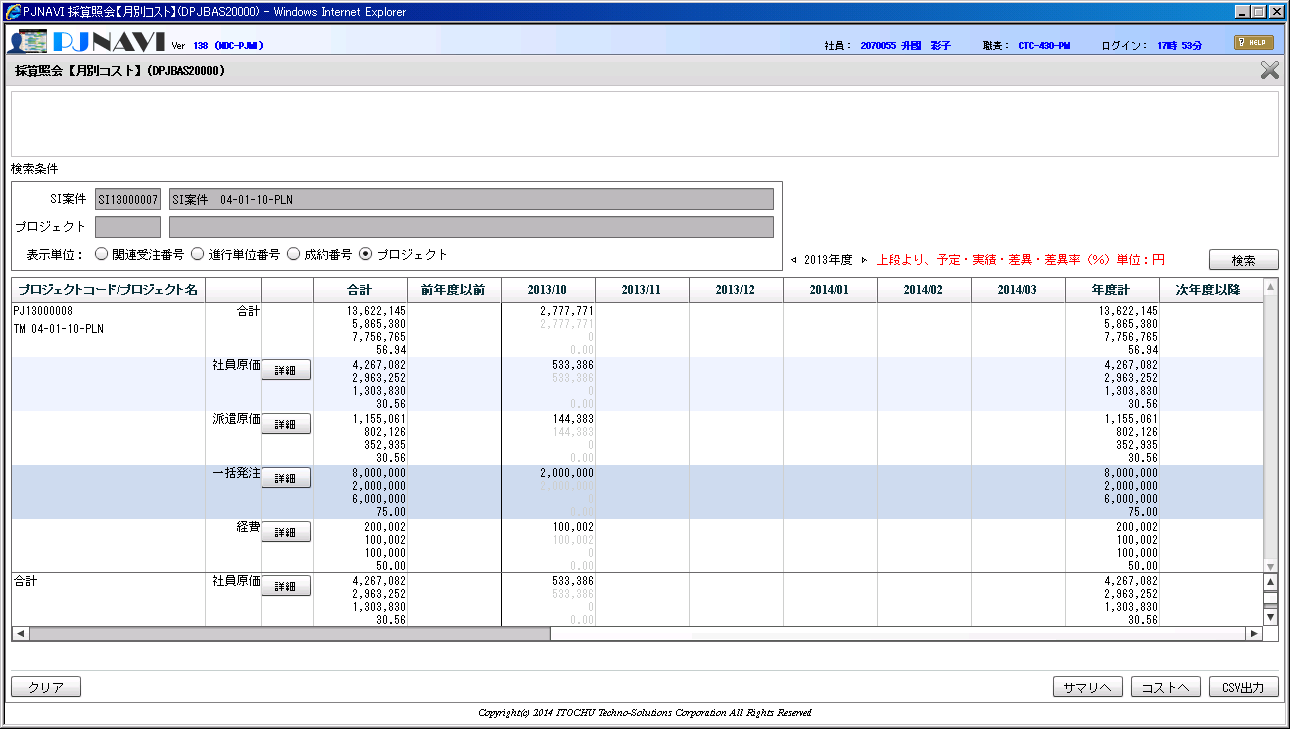 PJNAVI 採算照会【月別コスト】(DPJBAS20000) - Windows Internet Explorer
PJNAVI Ver 138 (NDC-PJMI) 社員： 2070055 升國 彩子 職責： CTC-430-PM ログイン： 17時 53分 ? HELP
採算照会【月別コスト】(DPJBAS20000)
検索条件
SI案件 SI13000007 SI案件 04-01-10-PLN
プロジェクト
表示単位： 関連受注番号 進行単位番号 成約番号 プロジェクト
2013年度 上段より、予定・実績・差異・差異率（%）単位：円 検索
プロジェクトコード/プロジェクト名 合計 前年度以前 2013/10 2013/11 2013/12 2014/01 2014/02 2014/03 年度計 次年度以降
PJ13000008 合計 13,622,145 2,777,771 13,622,145
TM 04-01-10-PLN 5,865,380 2,777,771 5,865,380
7,756,765 0 7,756,765
56.94 0.00 56.94
社員原価 詳細 4,267,082 533,386 4,267,082
2,963,252 533,386 2,963,252
1,303,830 0 1,303,830
30.56 0.00 30.56
派遣原価 詳細 1,155,061 144,383 1,155,061
802,126 144,383 802,126
352,935 0 352,935
30.56 0.00 30.56
一括発注 詳細 8,000,000 2,000,000 8,000,000
2,000,000 2,000,000 2,000,000
6,000,000 0 6,000,000
75.00 0.00 75.00
経費 詳細 200,002 100,002 200,002
100,002 100,002 100,002
100,000 0 100,000
50.00 0.00 50.00
合計 社員原価 詳細 4,267,082 533,386 4,267,082
2,963,252 533,386 2,963,252
1,303,830 0 1,303,830
30.56 0.00 30.56
クリア サマリへ コストへ CSV出力
Copyright(c) 2014 ITOCHU Techno-Solutions Corporation All Rights Reserved